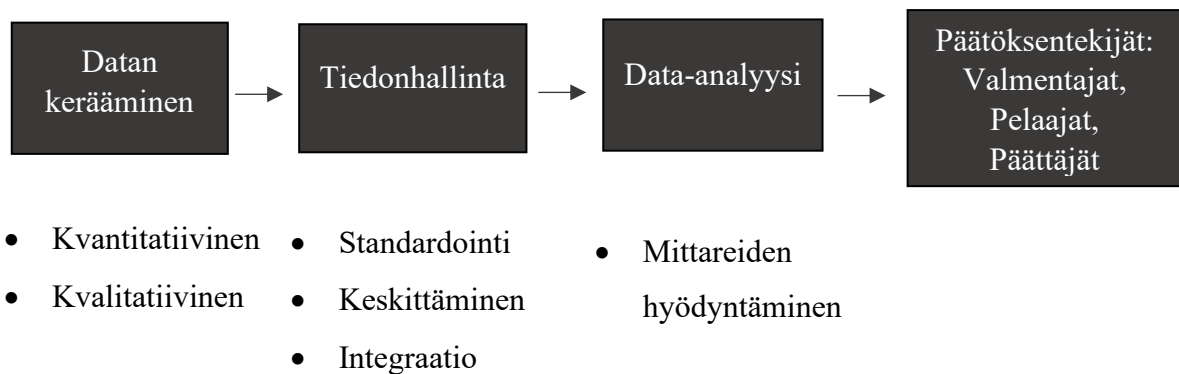 Datan
kerääminen
Tiedonhallinta
Data-analyysi
Päätöksentekijät:
Valmentajat,
Pelaajat,
Päättäjät
• Kvantitatiivinen
• Kvalitatiivinen
• Standardointi
• Keskittäminen
• Integraatio
• Mittareiden
hyödyntäminen